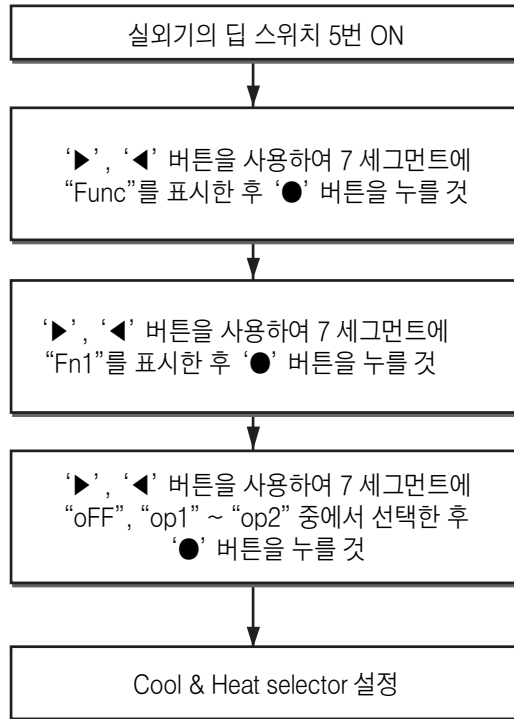 실외기의 딥 스위치 5번 ON
‘▶’, ‘◀’ 버튼을 사용하여 7 세그먼트에
“Func”를 표시한 후 ‘●’ 버튼을 누를 것
‘▶’, ‘◀’ 버튼을 사용하여 7 세그먼트에
“Fn1”를 표시한 후 ‘●’ 버튼을 누를 것
‘▶’, ‘◀’ 버튼을 사용하여 7 세그먼트에
“oFF”, “op1” ~ “op2” 중에서 선택한 후
‘●’ 버튼을 누를 것
Cool & Heat selector 설정